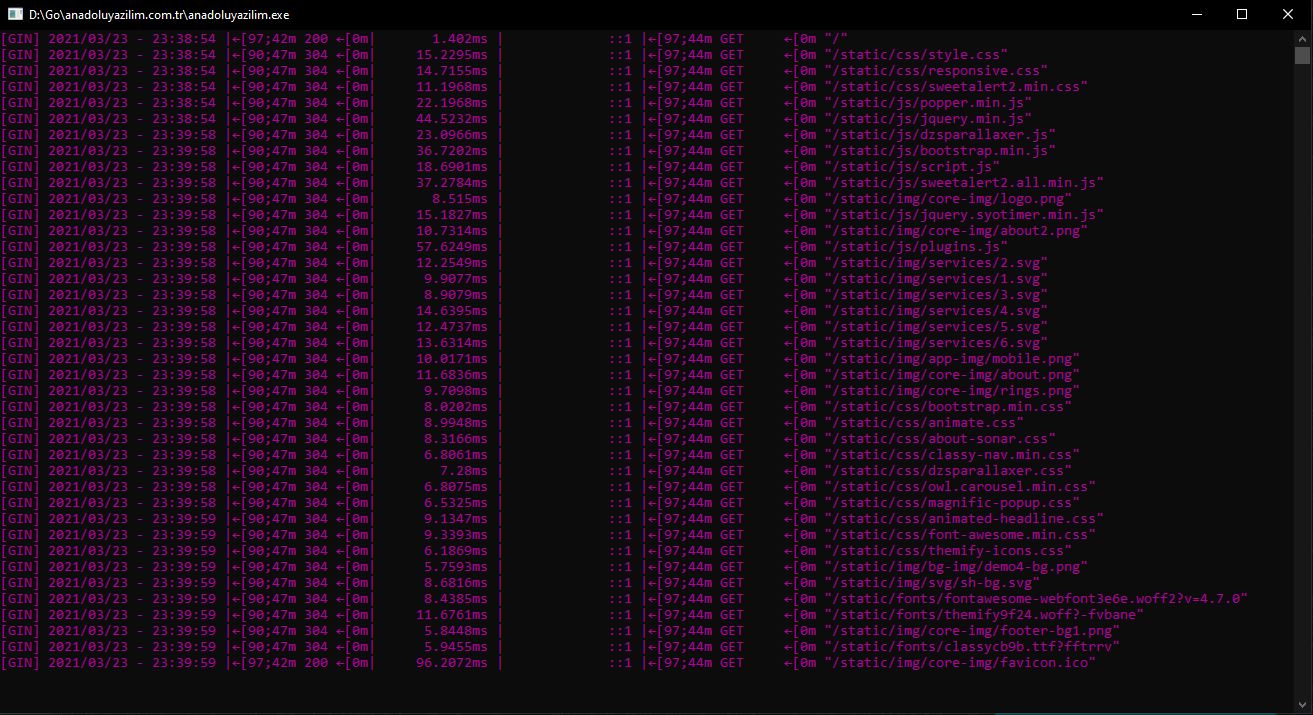 D:\Go\anadoluyazilim.com.tr\anadoluyazilim.exe
[GIN] 2021/03/23 - 23:38:54 |←[97;42m 200 ←[0m|       1.402ms |             ::1 |←[97;44m GET     ←[0m "/"
[GIN] 2021/03/23 - 23:38:54 |←[90;47m 304 ←[0m|     15.2295ms |             ::1 |←[97;44m GET     ←[0m "/static/css/style.css"
[GIN] 2021/03/23 - 23:38:54 |←[90;47m 304 ←[0m|     14.7155ms |             ::1 |←[97;44m GET     ←[0m "/static/css/responsive.css"
[GIN] 2021/03/23 - 23:38:54 |←[90;47m 304 ←[0m|     11.1968ms |             ::1 |←[97;44m GET     ←[0m "/static/css/sweetalert2.min.css"
[GIN] 2021/03/23 - 23:38:54 |←[90;47m 304 ←[0m|     22.1968ms |             ::1 |←[97;44m GET     ←[0m "/static/js/popper.min.js"
[GIN] 2021/03/23 - 23:38:54 |←[90;47m 304 ←[0m|     44.5232ms |             ::1 |←[97;44m GET     ←[0m "/static/js/jquery.min.js"
[GIN] 2021/03/23 - 23:39:58 |←[90;47m 304 ←[0m|     23.0966ms |             ::1 |←[97;44m GET     ←[0m "/static/js/dzsparallaxer.js"
[GIN] 2021/03/23 - 23:39:58 |←[90;47m 304 ←[0m|     36.7202ms |             ::1 |←[97;44m GET     ←[0m "/static/js/bootstrap.min.js"
[GIN] 2021/03/23 - 23:39:58 |←[90;47m 304 ←[0m|     18.6901ms |             ::1 |←[97;44m GET     ←[0m "/static/js/script.js"
[GIN] 2021/03/23 - 23:39:58 |←[90;47m 304 ←[0m|     37.2784ms |             ::1 |←[97;44m GET     ←[0m "/static/js/sweetalert2.all.min.js"
[GIN] 2021/03/23 - 23:39:58 |←[90;47m 304 ←[0m|       8.515ms |             ::1 |←[97;44m GET     ←[0m "/static/img/core-img/logo.png"
[GIN] 2021/03/23 - 23:39:58 |←[90;47m 304 ←[0m|     15.1827ms |             ::1 |←[97;44m GET     ←[0m "/static/js/jquery.syotimer.min.js"
[GIN] 2021/03/23 - 23:39:58 |←[90;47m 304 ←[0m|     10.7314ms |             ::1 |←[97;44m GET     ←[0m "/static/img/core-img/about2.png"
[GIN] 2021/03/23 - 23:39:58 |←[90;47m 304 ←[0m|     57.6249ms |             ::1 |←[97;44m GET     ←[0m "/static/js/plugins.js"
[GIN] 2021/03/23 - 23:39:58 |←[90;47m 304 ←[0m|     12.2549ms |             ::1 |←[97;44m GET     ←[0m "/static/img/services/2.svg"
[GIN] 2021/03/23 - 23:39:58 |←[90;47m 304 ←[0m|      9.9077ms |             ::1 |←[97;44m GET     ←[0m "/static/img/services/1.svg"
[GIN] 2021/03/23 - 23:39:58 |←[90;47m 304 ←[0m|      8.9079ms |             ::1 |←[97;44m GET     ←[0m "/static/img/services/3.svg"
[GIN] 2021/03/23 - 23:39:58 |←[90;47m 304 ←[0m|     14.6395ms |             ::1 |←[97;44m GET     ←[0m "/static/img/services/4.svg"
[GIN] 2021/03/23 - 23:39:58 |←[90;47m 304 ←[0m|     12.4737ms |             ::1 |←[97;44m GET     ←[0m "/static/img/services/5.svg"
[GIN] 2021/03/23 - 23:39:58 |←[90;47m 304 ←[0m|     13.6314ms |             ::1 |←[97;44m GET     ←[0m "/static/img/services/6.svg"
[GIN] 2021/03/23 - 23:39:58 |←[90;47m 304 ←[0m|     10.0171ms |             ::1 |←[97;44m GET     ←[0m "/static/img/app-img/mobile.png"
[GIN] 2021/03/23 - 23:39:58 |←[90;47m 304 ←[0m|     11.6836ms |             ::1 |←[97;44m GET     ←[0m "/static/img/core-img/about.png"
[GIN] 2021/03/23 - 23:39:58 |←[90;47m 304 ←[0m|      9.7098ms |             ::1 |←[97;44m GET     ←[0m "/static/img/core-img/rings.png"
[GIN] 2021/03/23 - 23:39:58 |←[90;47m 304 ←[0m|      8.0202ms |             ::1 |←[97;44m GET     ←[0m "/static/css/bootstrap.min.css"
[GIN] 2021/03/23 - 23:39:58 |←[90;47m 304 ←[0m|      8.9948ms |             ::1 |←[97;44m GET     ←[0m "/static/css/animate.css"
[GIN] 2021/03/23 - 23:39:58 |←[90;47m 304 ←[0m|      8.3166ms |             ::1 |←[97;44m GET     ←[0m "/static/css/about-sonar.css"
[GIN] 2021/03/23 - 23:39:58 |←[90;47m 304 ←[0m|      6.8061ms |             ::1 |←[97;44m GET     ←[0m "/static/css/classy-nav.min.css"
[GIN] 2021/03/23 - 23:39:58 |←[90;47m 304 ←[0m|        7.28ms |             ::1 |←[97;44m GET     ←[0m "/static/css/dzsparallaxer.css"
[GIN] 2021/03/23 - 23:39:58 |←[90;47m 304 ←[0m|      6.8075ms |             ::1 |←[97;44m GET     ←[0m "/static/css/owl.carousel.min.css"
[GIN] 2021/03/23 - 23:39:58 |←[90;47m 304 ←[0m|      6.5325ms |             ::1 |←[97;44m GET     ←[0m "/static/css/magnific-popup.css"
[GIN] 2021/03/23 - 23:39:59 |←[90;47m 304 ←[0m|      9.1347ms |             ::1 |←[97;44m GET     ←[0m "/static/css/animated-headline.css"
[GIN] 2021/03/23 - 23:39:59 |←[90;47m 304 ←[0m|      9.3393ms |             ::1 |←[97;44m GET     ←[0m "/static/css/font-awesome.min.css"
[GIN] 2021/03/23 - 23:39:59 |←[90;47m 304 ←[0m|      6.1869ms |             ::1 |←[97;44m GET     ←[0m "/static/css/themify-icons.css"
[GIN] 2021/03/23 - 23:39:59 |←[90;47m 304 ←[0m|      5.7593ms |             ::1 |←[97;44m GET     ←[0m "/static/img/bg-img/demo4-bg.png"
[GIN] 2021/03/23 - 23:39:59 |←[90;47m 304 ←[0m|      8.6816ms |             ::1 |←[97;44m GET     ←[0m "/static/img/svg/sh-bg.svg"
[GIN] 2021/03/23 - 23:39:59 |←[90;47m 304 ←[0m|      8.4385ms |             ::1 |←[97;44m GET     ←[0m "/static/fonts/fontawesome-webfont3e6e.woff2?v=4.7.0"
[GIN] 2021/03/23 - 23:39:59 |←[90;47m 304 ←[0m|     11.6761ms |             ::1 |←[97;44m GET     ←[0m "/static/fonts/themify9f24.woff?-fvbane"
[GIN] 2021/03/23 - 23:39:59 |←[90;47m 304 ←[0m|      5.8448ms |             ::1 |←[97;44m GET     ←[0m "/static/img/core-img/footer-bg1.png"
[GIN] 2021/03/23 - 23:39:59 |←[90;47m 304 ←[0m|      5.9455ms |             ::1 |←[97;44m GET     ←[0m "/static/fonts/classycb9b.ttf?fftrrv"
[GIN] 2021/03/23 - 23:39:59 |←[97;42m 200 ←[0m|     96.2072ms |             ::1 |←[97;44m GET     ←[0m "/static/img/core-img/favicon.ico"